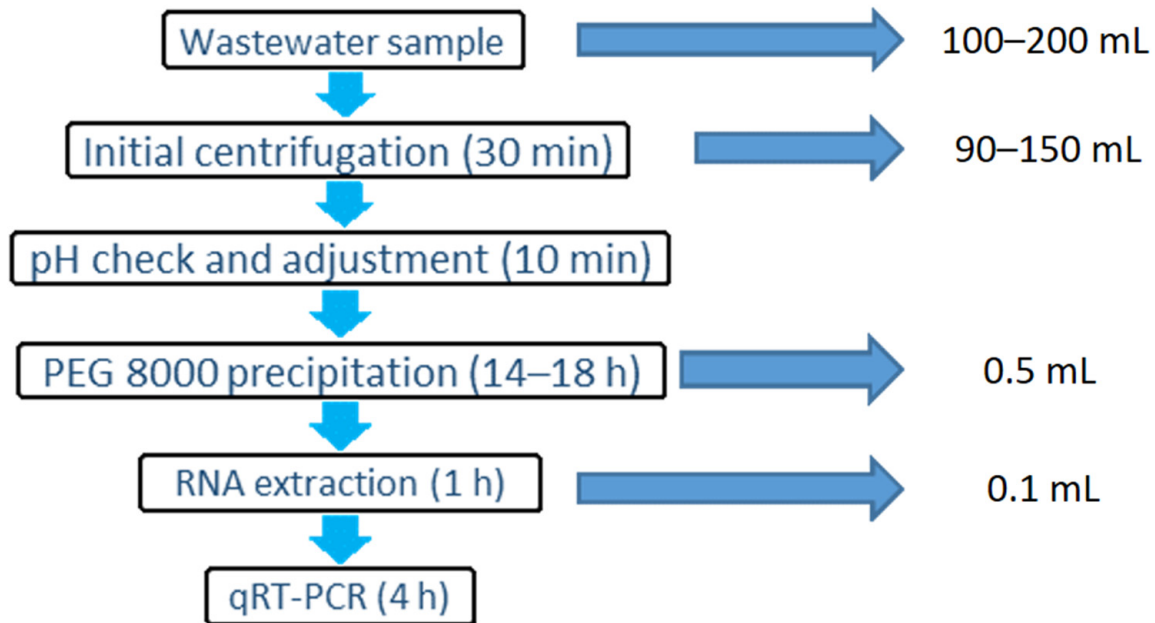 Wastewater sample
100–200 mL
Initial centrifugation (30 min)
90–150 mL
pH check and adjustment (10 min)
PEG 8000 precipitation (14–18 h)
0.5 mL
RNA extraction (1 h)
0.1 mL
qRT-PCR (4 h)